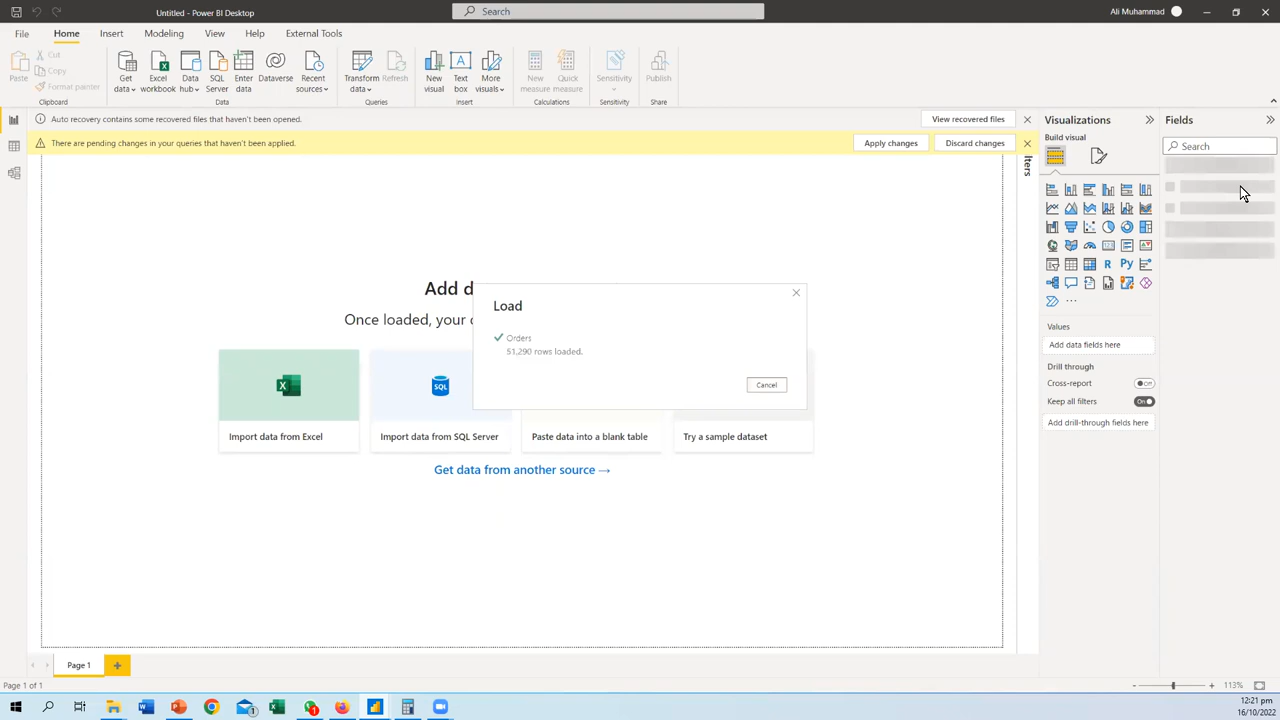 Untitled - Power BI Desktop
Search
Ali Muhammad
File Home Insert Modeling View Help External Tools
Paste
Cut
Copy
Format painter
Clipboard
Get data
Excel workbook
Data hub
SQL Server
Enter data
Dataverse
Recent sources
Data
Transform data
Refresh
Queries
New visual
Text box
More visuals
Insert
New measure
Quick measure
Calculations
Sensitivity
Sensitivity
Publish
Share
Auto recovery contains some recovered files that haven't been opened.
View recovered files
There are pending changes in your queries that haven't been applied.
Apply changes
Discard changes
lters
Visualizations
Build visual
R
Py
Values
Add data fields here
Drill through
Cross-report
Off
Keep all filters
On
Add drill-through fields here
Fields
Search
Add d
Once loaded, your
Load
Orders
51,290 rows loaded.
Cancel
X
SQL
Import data from Excel
Import data from SQL Server
Paste data into a blank table
Try a sample dataset
Get data from another source →
Page 1
+
Page 1 of 1
- + 113%
12:21 pm
16/10/2022